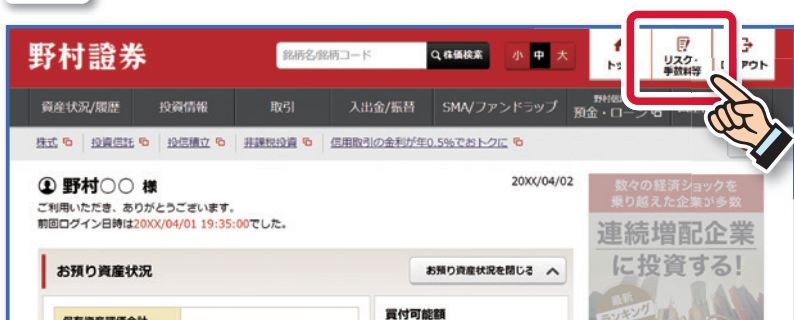 野村證券
銘柄名/銘柄コード
株価検索
小 中 大
リスク・
手数料等
資産状況/履歴 投資情報 取引 入出金/振替 SMA/ファンドラップ
預金・ローン
株式 投資信託 投信積立 非課税投資 信用取引の金利が年0.5%でおトクに
① 野村○○ 様
20XX/04/02
ご利用いただき、ありがとうございます。
前回ログイン日時は20XX/04/01 19:35:00でした。
お預り資産状況
お預り資産状況を閉じる
買付可能額
数々の経済ショックを
乗り越えた企業が多数
連続増配企業
に投資する!
最新
ランキング